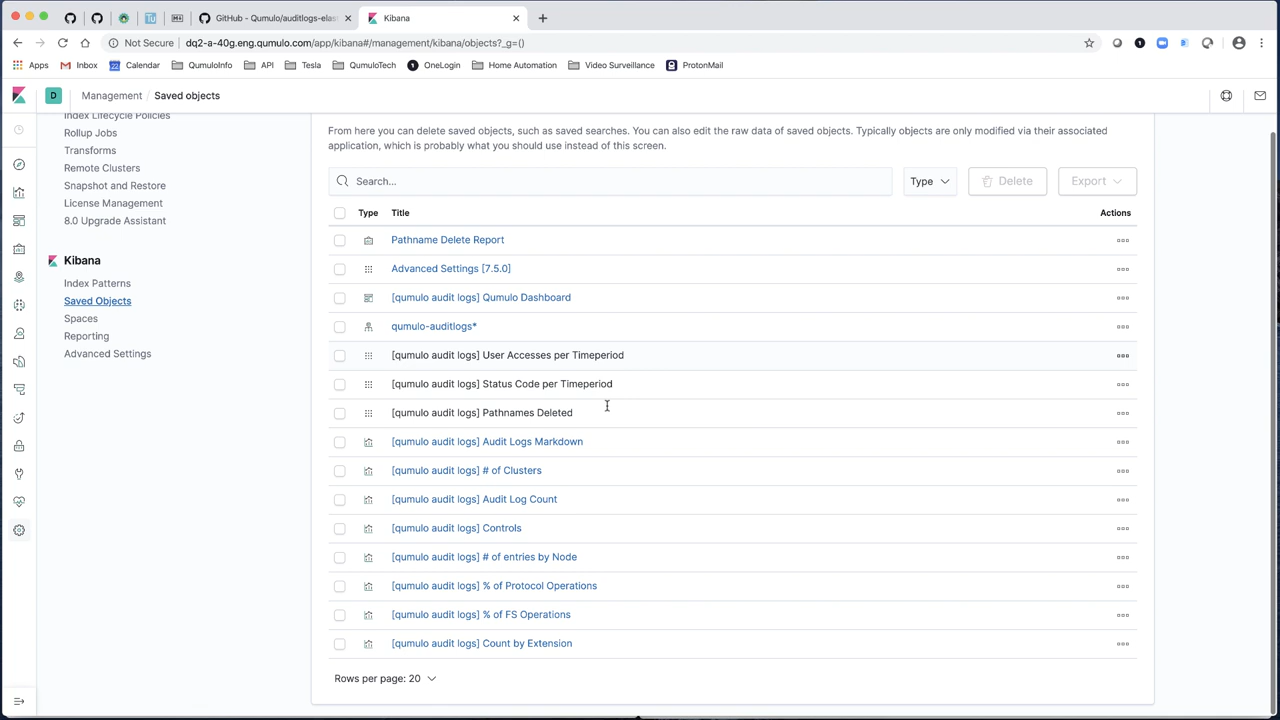 GitHub - Qumulo/auditlogs-elas
Kibana
Not Secure
dq2-a-40g.eng.qumulo.com/app/kibana#/management/kibana/objects?_g=()
Apps
Inbox
Calendar
QumuloInfo
API
Tesla
QumuloTech
OneLogin
Home Automation
Video Surveillance
ProtonMail
D
Management / Saved objects
Index Lifecycle Policies
Rollup Jobs
Transforms
Remote Clusters
Snapshot and Restore
License Management
8.0 Upgrade Assistant
Kibana
Index Patterns
Saved Objects
Spaces
Reporting
Advanced Settings
From here you can delete saved objects, such as saved searches. You can also edit the raw data of saved objects. Typically objects are only modified via their associated
application, which is probably what you should use instead of this screen.
Search...
Type
Delete
Export
Type Title Actions
Pathname Delete Report
Advanced Settings [7.5.0]
[qumulo audit logs] Qumulo Dashboard
qumulo-auditlogs*
[qumulo audit logs] User Accesses per Timeperiod
[qumulo audit logs] Status Code per Timeperiod
[qumulo audit logs] Pathnames Deleted
[qumulo audit logs] Audit Logs Markdown
[qumulo audit logs] # of Clusters
[qumulo audit logs] Audit Log Count
[qumulo audit logs] Controls
[qumulo audit logs] # of entries by Node
[qumulo audit logs] % of Protocol Operations
[qumulo audit logs] % of FS Operations
[qumulo audit logs] Count by Extension
Rows per page: 20